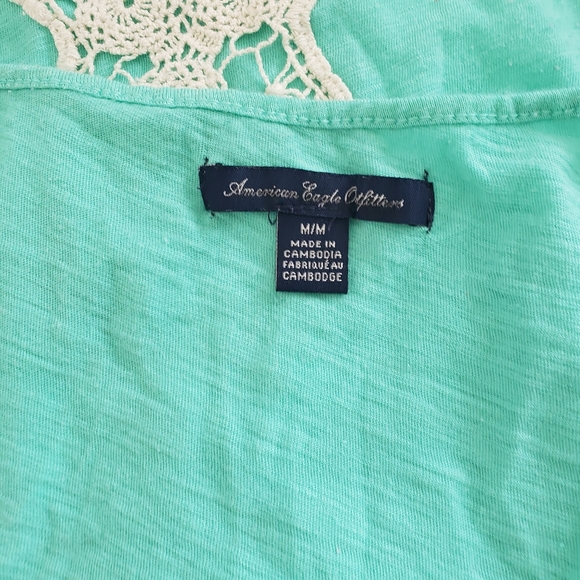 American Eagle Outfitters
M/M
MADE IN
CAMBODIA
FABRIQUÉ AU
CAMBODGE